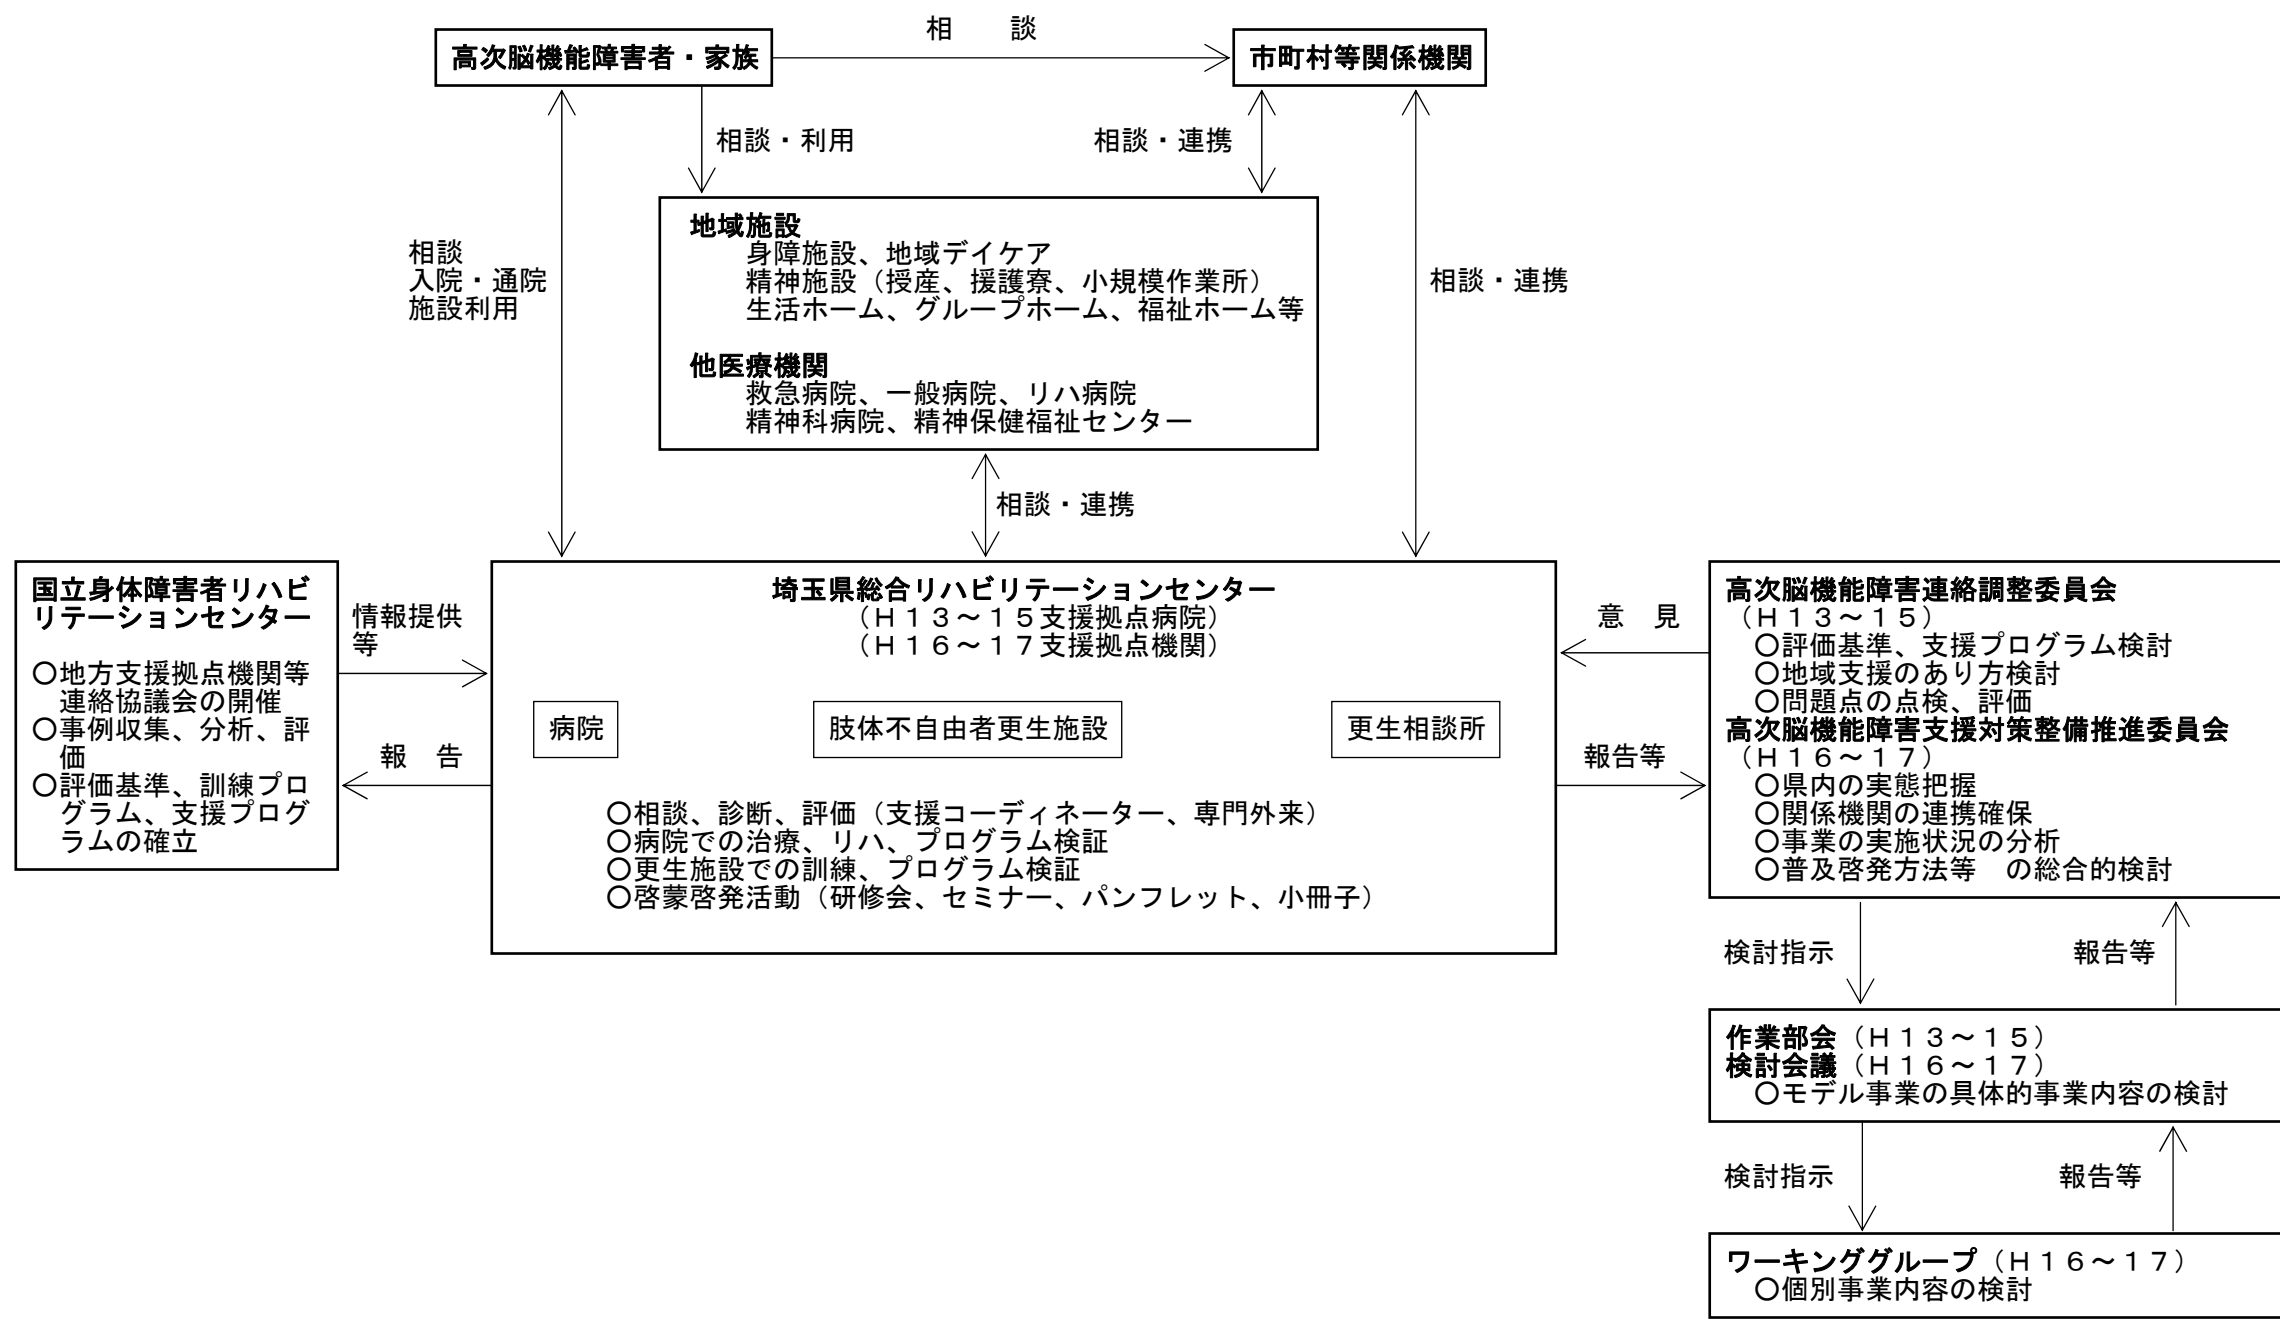 相　　談
高次脳機能障害者・家族
市町村等関係機関
相談・利用
相談・連携
地域施設
身障施設、地域デイケア
精神施設（授産、援護寮、小規模作業所）
生活ホーム、グループホーム、福祉ホーム等
他医療機関
救急病院、一般病院、リハ病院
精神科病院、精神保健福祉センター
相談
入院・通院
施設利用
相談・連携
相談・連携
国立身体障害者リハビ
リテーションセンター
〇地方支援拠点機関等
連絡協議会の開催
〇事例収集、分析、評
価
〇評価基準、訓練プロ
グラム、支援プログ
ラムの確立
情報提供
等
報　告
埼玉県総合リハビリテーションセンター
（Ｈ１３～１５支援拠点病院）
（Ｈ１６～１７支援拠点機関）
病院
肢体不自由者更生施設
更生相談所
〇相談、診断、評価（支援コーディネーター、専門外来）
〇病院での治療、リハ、プログラム検証
〇更生施設での訓練、プログラム検証
〇啓蒙啓発活動（研修会、セミナー、パンフレット、小冊子）
意　見
報告等
高次脳機能障害連絡調整委員会
（Ｈ１３～１５）
〇評価基準、支援プログラム検討
〇地域支援のあり方検討
〇問題点の点検、評価
高次脳機能障害支援対策整備推進委員会
（Ｈ１６～１７）
〇県内の実態把握
〇関係機関の連携確保
〇事業の実施状況の分析
〇普及啓発方法等　の総合的検討
検討指示
報告等
作業部会（Ｈ１３～１５）
検討会議（Ｈ１６～１７）
〇モデル事業の具体的事業内容の検討
検討指示
報告等
ワーキンググループ（Ｈ１６～１７）
〇個別事業内容の検討